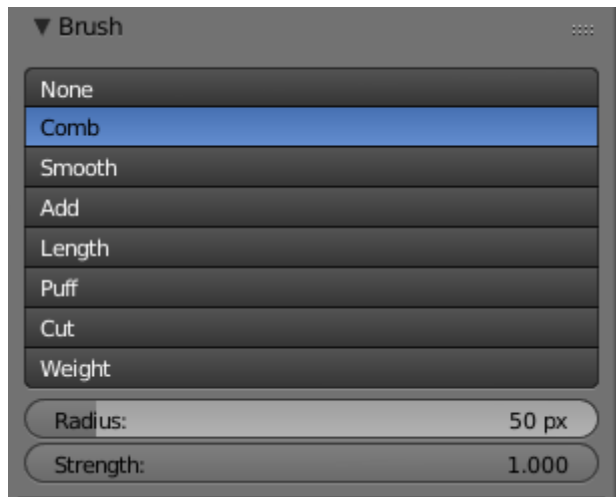 Brush
None
Comb
Smooth
Add
Length
Puff
Cut
Weight
Radius: 50 px
Strength: 1.000